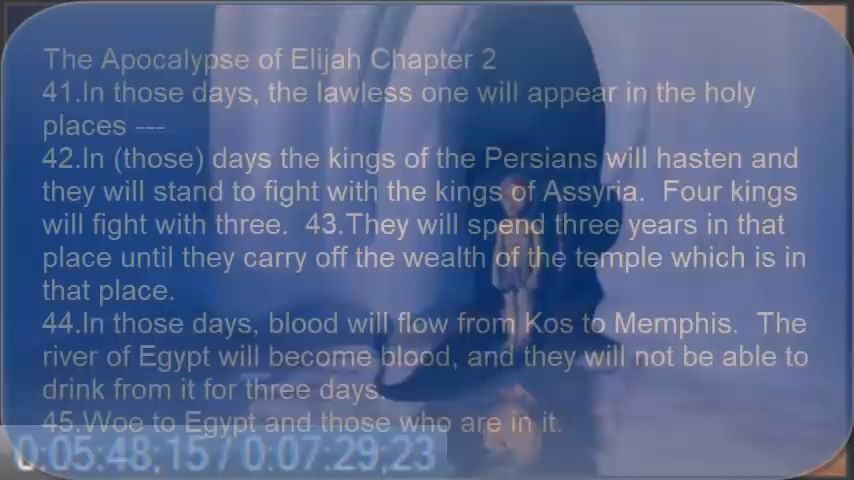 The Apocalypse of Elijah Chapter 2
41.In those days, the lawless one will appear in the holy
places ---
42.In (those) days the kings of the Persians will hasten and
they will stand to fight with the kings of Assyria.  Four kings
will fight with three.  43.They will spend three years in that
place until they carry off the wealth of the temple which is in
that place.
44.In those days, blood will flow from Kos to Memphis.  The
river of Egypt will become blood, and they will not be able to
drink from it for three days.
45.Woe to Egypt and those who are in it.
0:05:48;15 / 0:07:29;23